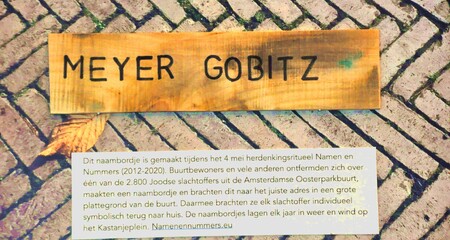 MEYER GOBITZ
Dit naambordje is gemaakt tijdens het 4 mei herdenkingsritueel Namen en
Nummers (2012-2020). Buurtbewoners en vele anderen ontfermden zich over
één van de 2.800 Joodse slachtoffers uit de Amsterdamse Oosterparkbuurt,
maakten een naambordje en brachten dit naar het juiste adres in een grote
plattegrond van de buurt. Daarmee brachten ze elk slachtoffer individueel
symbolisch terug naar huis. De naambordjes lagen elk jaar in weer en wind op
het Kastanjeplein. Namenennummers.eu